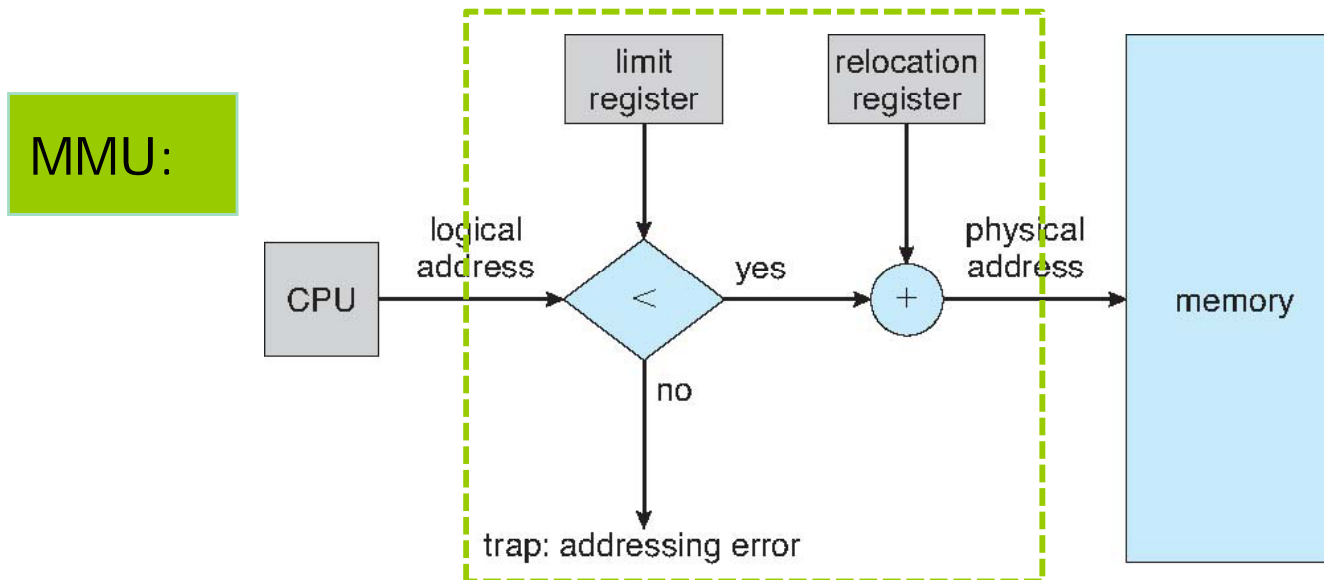 limit
register
relocation
register
MMU:
logical
address
yes
physical
address
CPU
<
+
memory
no
trap: addressing error